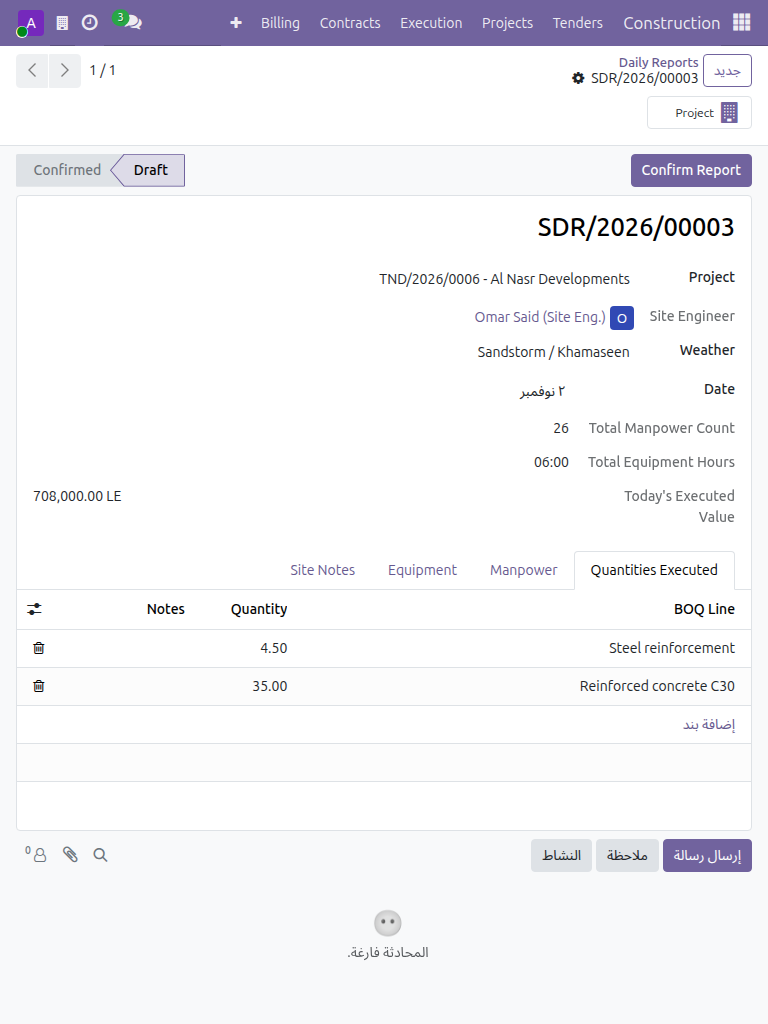 Construction Tenders Projects Execution Contracts Billing + 3 A
Daily Reports
SDR/2026/00003
جديد
1 / 1
Project
Confirm Report
Draft
Confirmed
SDR/2026/00003
Project TND/2026/0006 - Al Nasr Developments
Site Engineer O Omar Said (Site Eng.)
Weather Sandstorm / Khamaseen
Date ٢ نوفمبر
Total Manpower Count 26
Total Equipment Hours 06:00
Today's Executed Value 708,000.00 LE
Quantities Executed Manpower Equipment Site Notes
BOQ Line Quantity Notes
Steel reinforcement 4.50
Reinforced concrete C30 35.00
إضافة بند
إرسال رسالة ملاحظة النشاط 0
المحادثة فارغة.